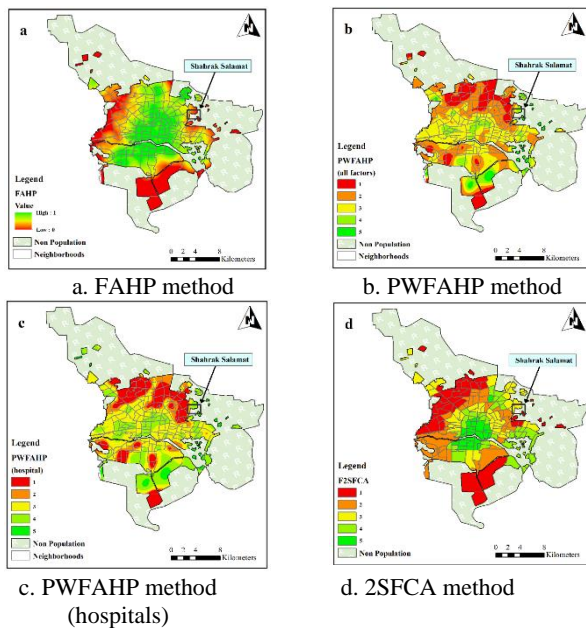 a
N
Shahrak Salamat
Legend
FAHP
Value
High : 1
Low : 0
Non Population
Neighborhoods
0 2 4 8
Kilometers
a. FAHP method
b
N
Shahrak Salamat
Legend
PWFAHP
(all factors)
1
2
3
4
5
Non Population
Neighborhoods
0 2 4 8
Kilometers
b. PWFAHP method
c
N
Shahrak Salamat
Legend
PWFAHP
(hospital)
1
2
3
4
5
Non Population
Neighborhoods
0 2 4 8
Kilometers
c. PWFAHP method
(hospitals)
d
N
Shahrak Salamat
Legend
F2SFCA
1
2
3
4
5
Non Population
0 2 4 8
Kilometers
d. 2SFCA method